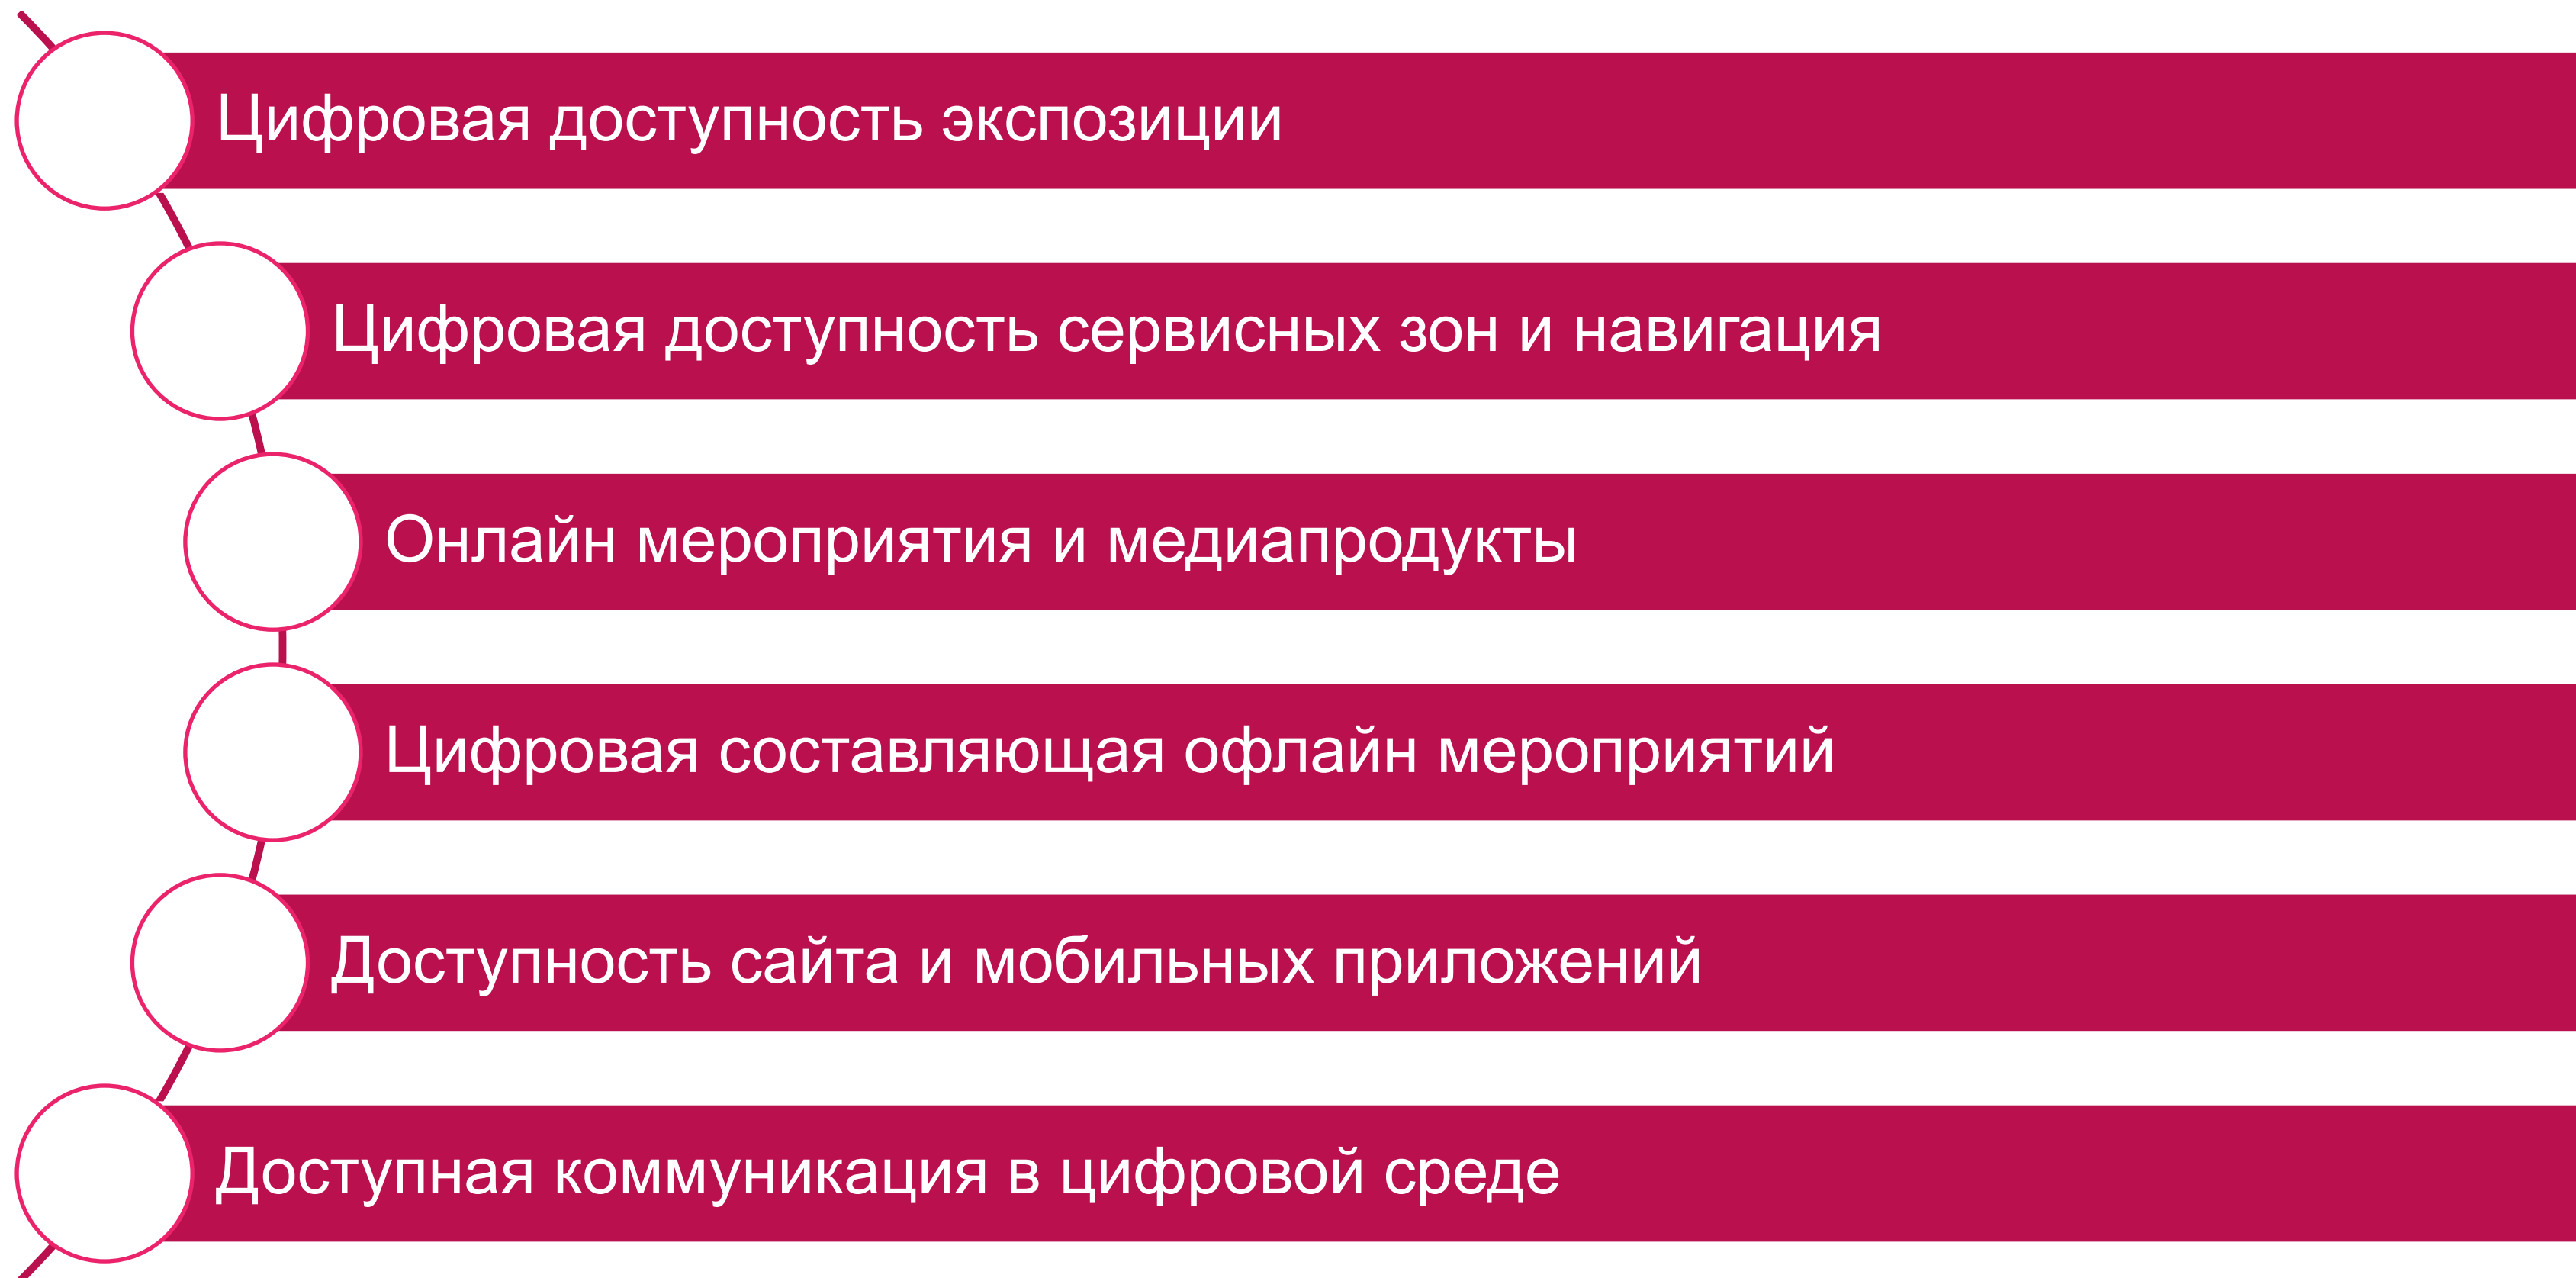 Цифровая доступность экспозиции
Цифровая доступность сервисных зон и навигация
Онлайн мероприятия и медиапродукты
Цифровая составляющая офлайн мероприятий
Доступность сайта и мобильных приложений
Доступная коммуникация в цифровой среде